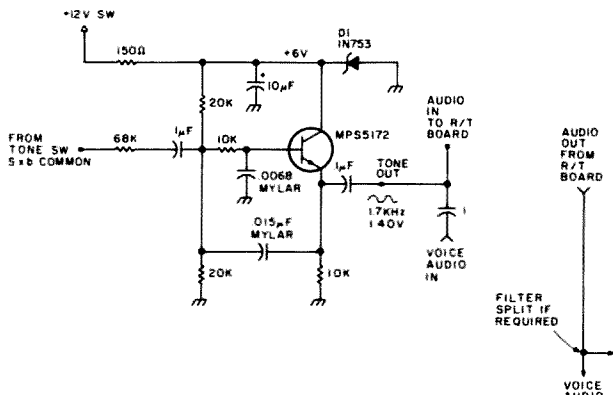 +12V SW
150Ω
+6V
D1
1N753
10µF
+
20K
AUDIO
IN
TO R/T
BOARD
FROM
TONE SW
S×b COMMON
68K
1µF
10K
MPS5172
.0068
MYLAR
1µF
TONE
OUT
1.7KHz
1.40V
1
VOICE
AUDIO
IN
.015µF
MYLAR
20K
10K
AUDIO
OUT
FROM
R/T
BOARD
FILTER
SPLIT IF
REQUIRED
VOICE